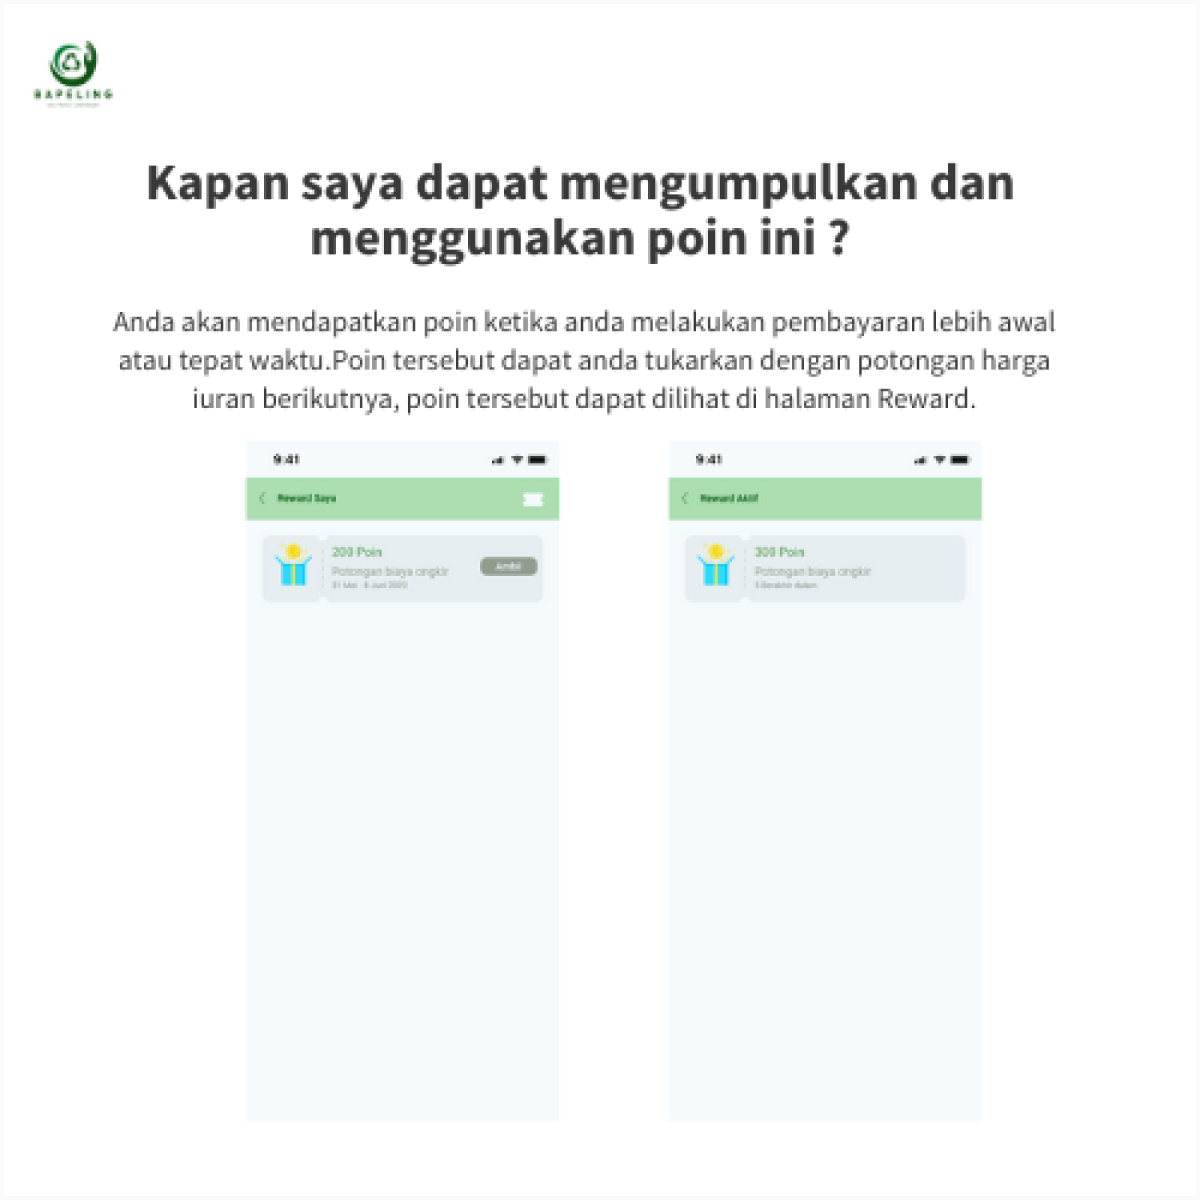 BAPELING
Kapan saya dapat mengumpulkan dan
menggunakan poin ini ?
Anda akan mendapatkan poin ketika anda melakukan pembayaran lebih awal
atau tepat waktu.Poin tersebut dapat anda tukarkan dengan potongan harga
iuran berikutnya, poin tersebut dapat dilihat di halaman Reward.
9:41
Reward Saya
200 Poin
Potongan biaya ongkir
31 Mei - 6 Juni 2022
Ambil
9:41
Reward Aktif
300 Poin
Potongan biaya ongkir
Berakhir dalam